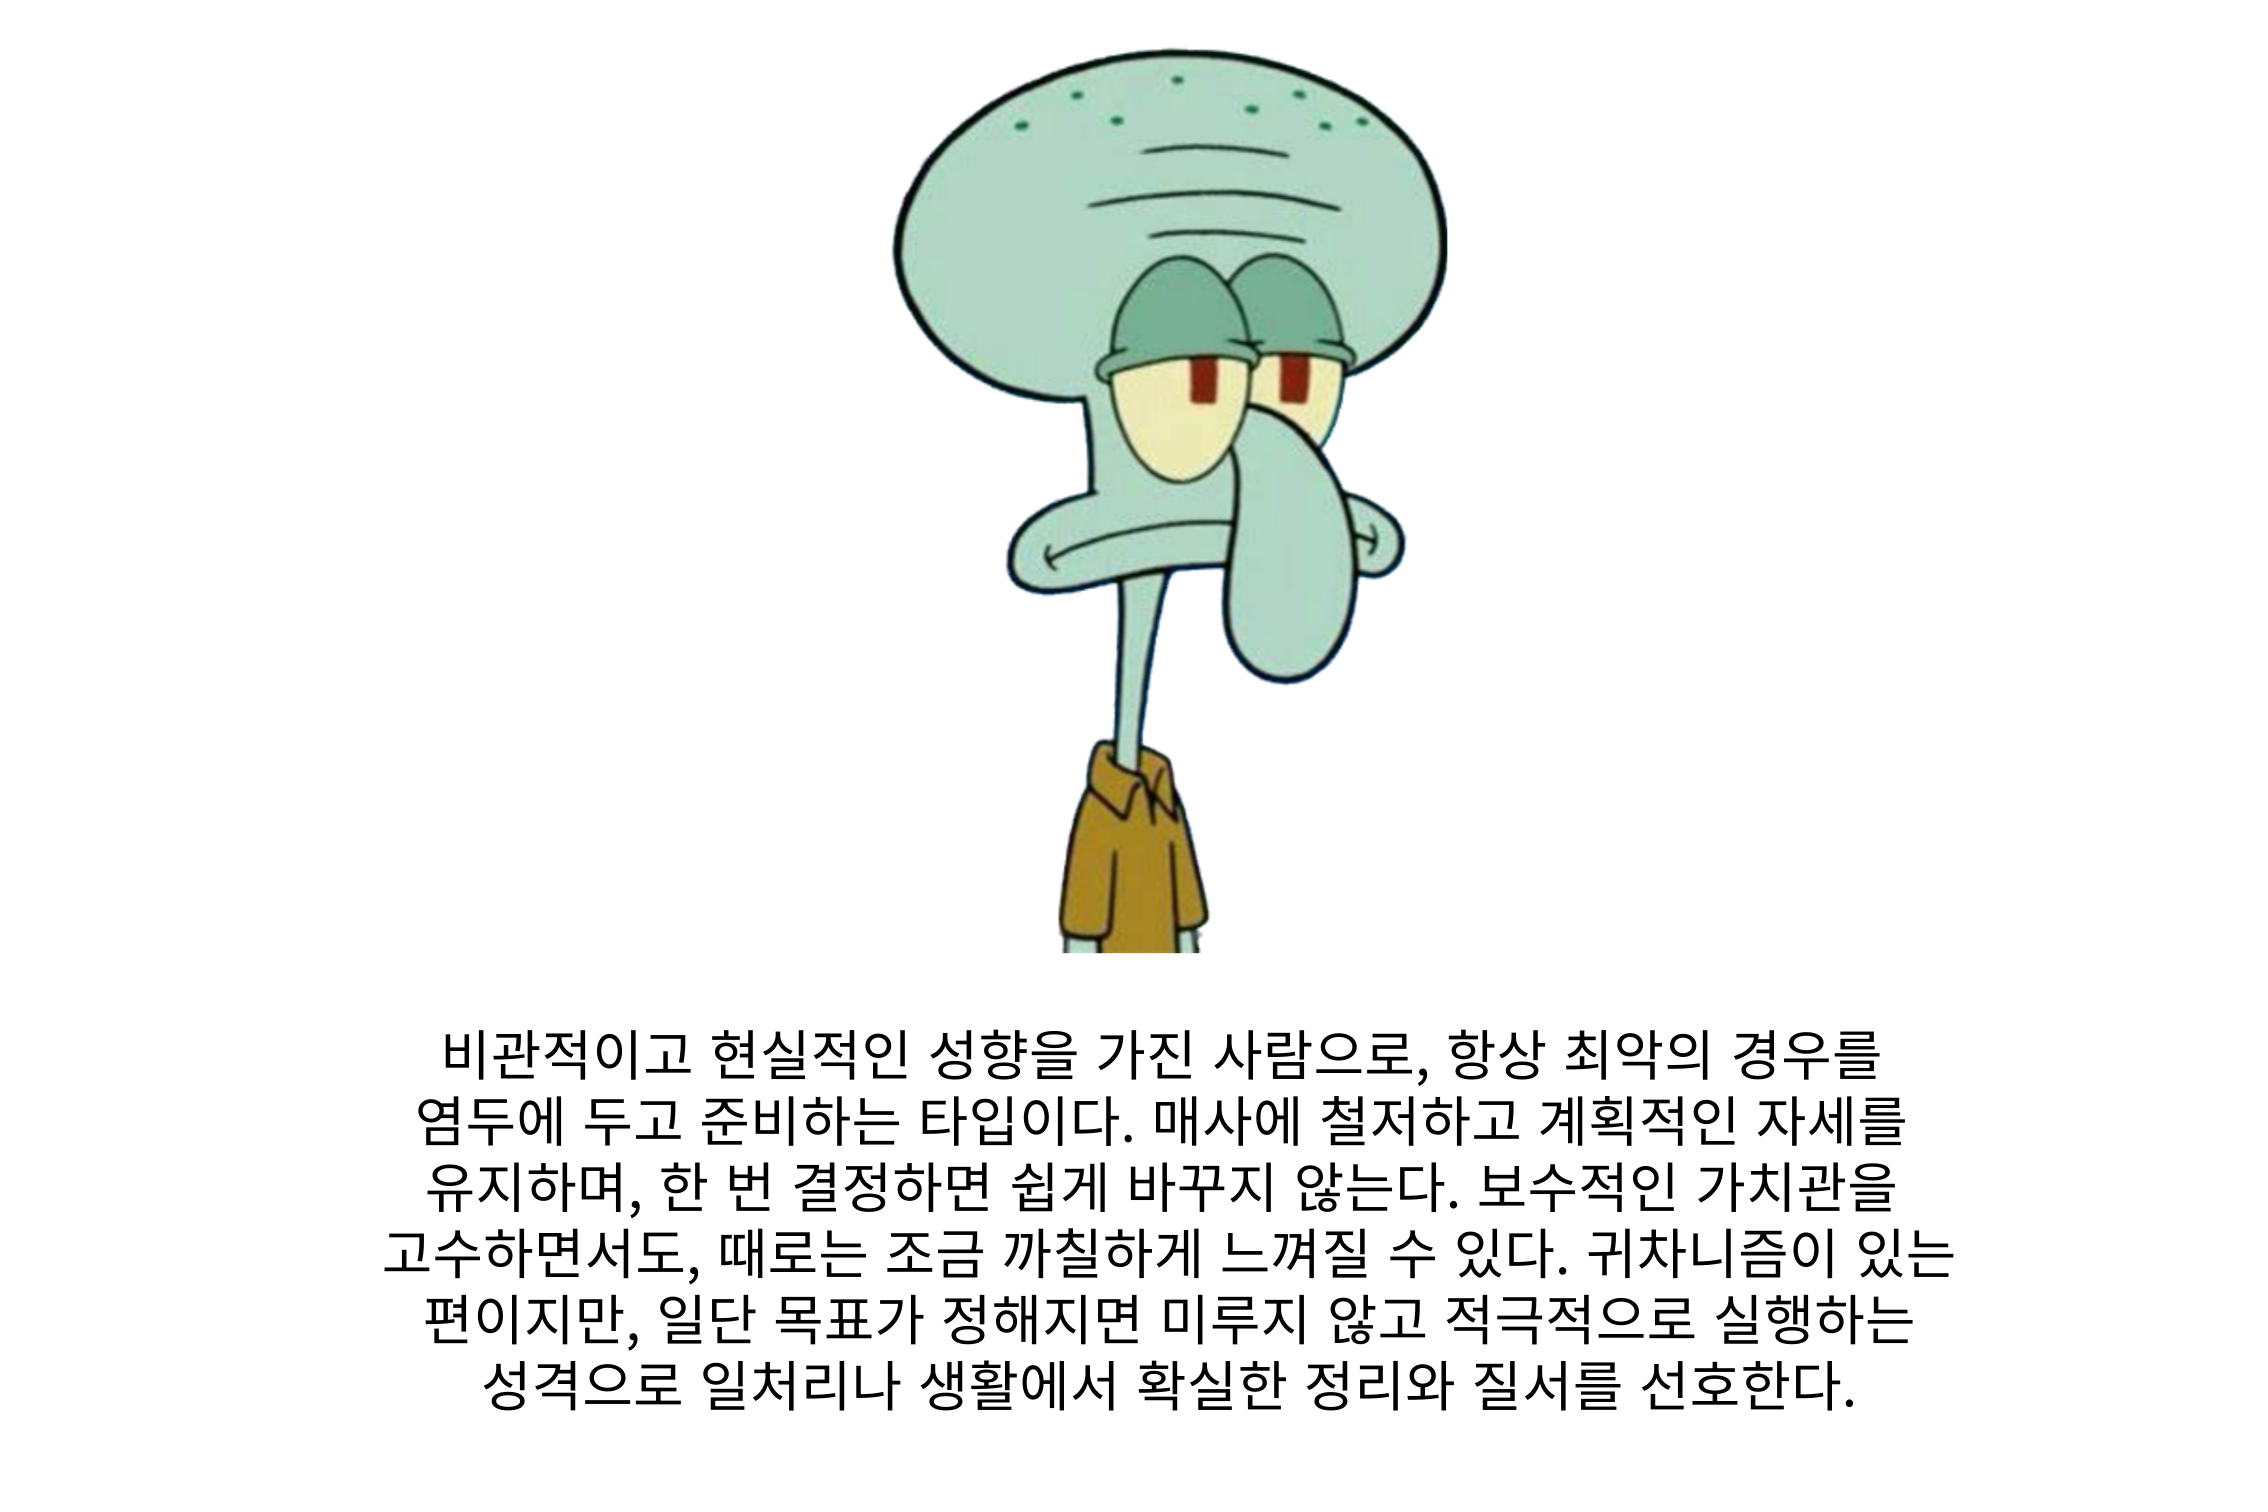 비관적이고 현실적인 성향을 가진 사람으로, 항상 최악의 경우를
염두에 두고 준비하는 타입이다. 매사에 철저하고 계획적인 자세를
유지하며, 한 번 결정하면 쉽게 바꾸지 않는다. 보수적인 가치관을
고수하면서도, 때로는 조금 까칠하게 느껴질 수 있다. 귀차니즘이 있는
편이지만, 일단 목표가 정해지면 미루지 않고 적극적으로 실행하는
성격으로 일처리나 생활에서 확실한 정리와 질서를 선호한다.